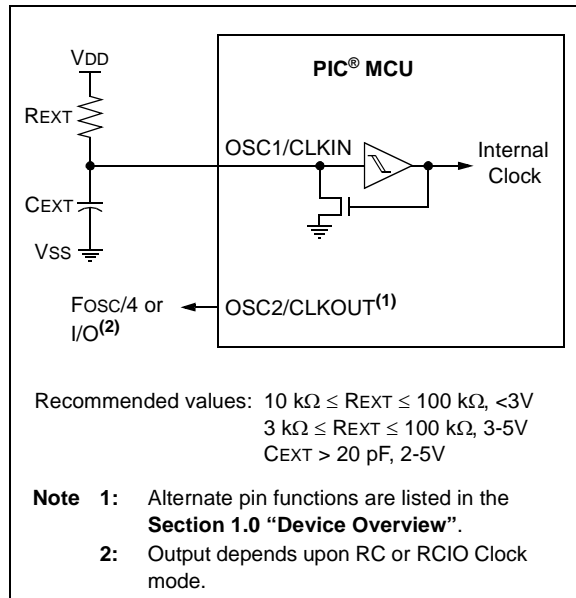 VDD
PIC® MCU
REXT
OSC1/CLKIN
Internal
Clock
CEXT
VSS
FOSC/4 or
I/O(2)
OSC2/CLKOUT(1)
Recommended values: 10 kΩ ≤ REXT ≤ 100 kΩ, <3V
3 kΩ ≤ REXT ≤ 100 kΩ, 3-5V
CEXT > 20 pF, 2-5V
Note 1: Alternate pin functions are listed in the
Section 1.0 “Device Overview”.
2: Output depends upon RC or RCIO Clock
mode.